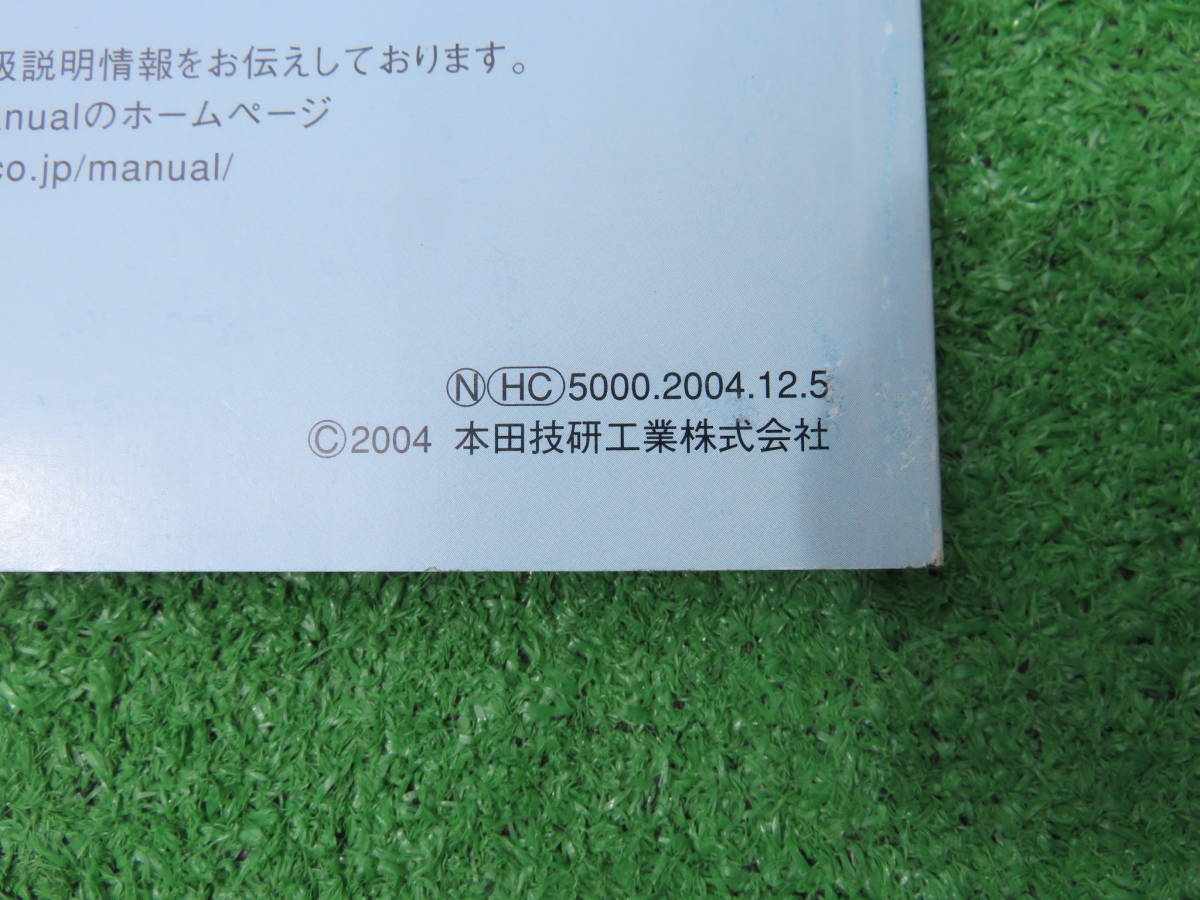 扱説明情報をお伝えしております。
anualのホームページ
co.jp/manual/
Ⓝ HC 5000.2004.12.5
©2004 本田技研工業株式会社